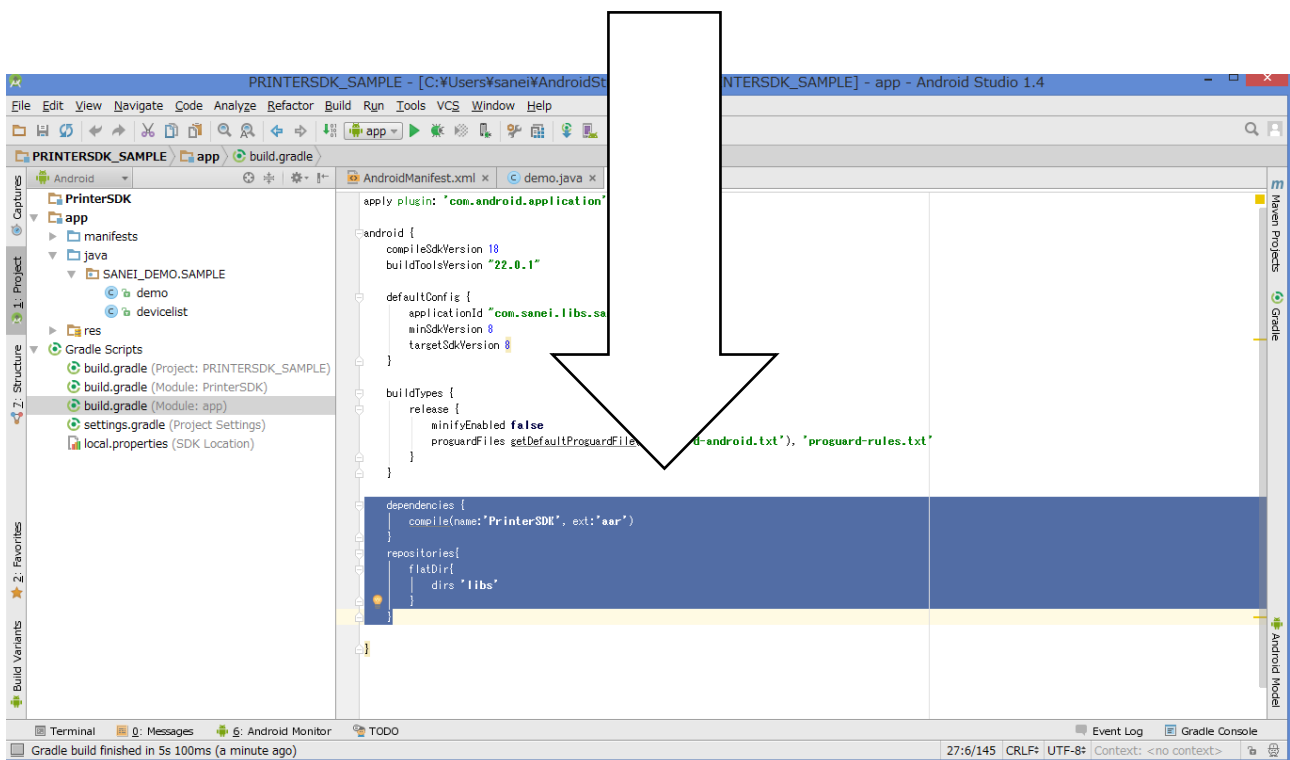 PRINTERSDK_SAMPLE - [C:¥Users¥sanei¥AndroidSt NTERSDK_SAMPLE] - app - Android Studio 1.4
File Edit View Navigate Code Analyze Refactor Build Run Tools VCS Window Help
app
PRINTERSDK_SAMPLE app build.gradle
Android
AndroidManifest.xml × demo.java ×
Captures
1: Project
7: Structure
2: Favorites
Build Variants
PrinterSDK
app
manifests
java
SANEI_DEMO.SAMPLE
demo
devicelist
res
Gradle Scripts
build.gradle (Project: PRINTERSDK_SAMPLE)
build.gradle (Module: PrinterSDK)
build.gradle (Module: app)
settings.gradle (Project Settings)
local.properties (SDK Location)
apply plugin: 'com.android.application'
android {
compileSdkVersion 18
buildToolsVersion "22.0.1"
defaultConfig {
applicationId "com.sanei.libs.sa
minSdkVersion 8
targetSdkVersion 8
}
buildTypes {
release {
minifyEnabled false
proguardFiles getDefaultProguardFile( d-android.txt'), 'proguard-rules.txt'
}
}
dependencies {
compile(name:'PrinterSDK', ext:'aar')
}
repositories{
flatDir{
dirs 'libs'
}
}
}
Maven Projects
Gradle
Android Model
Terminal 0: Messages 6: Android Monitor TODO Event Log Gradle Console
Gradle build finished in 5s 100ms (a minute ago) 27:6/145 CRLF UTF-8 Context: <no context>